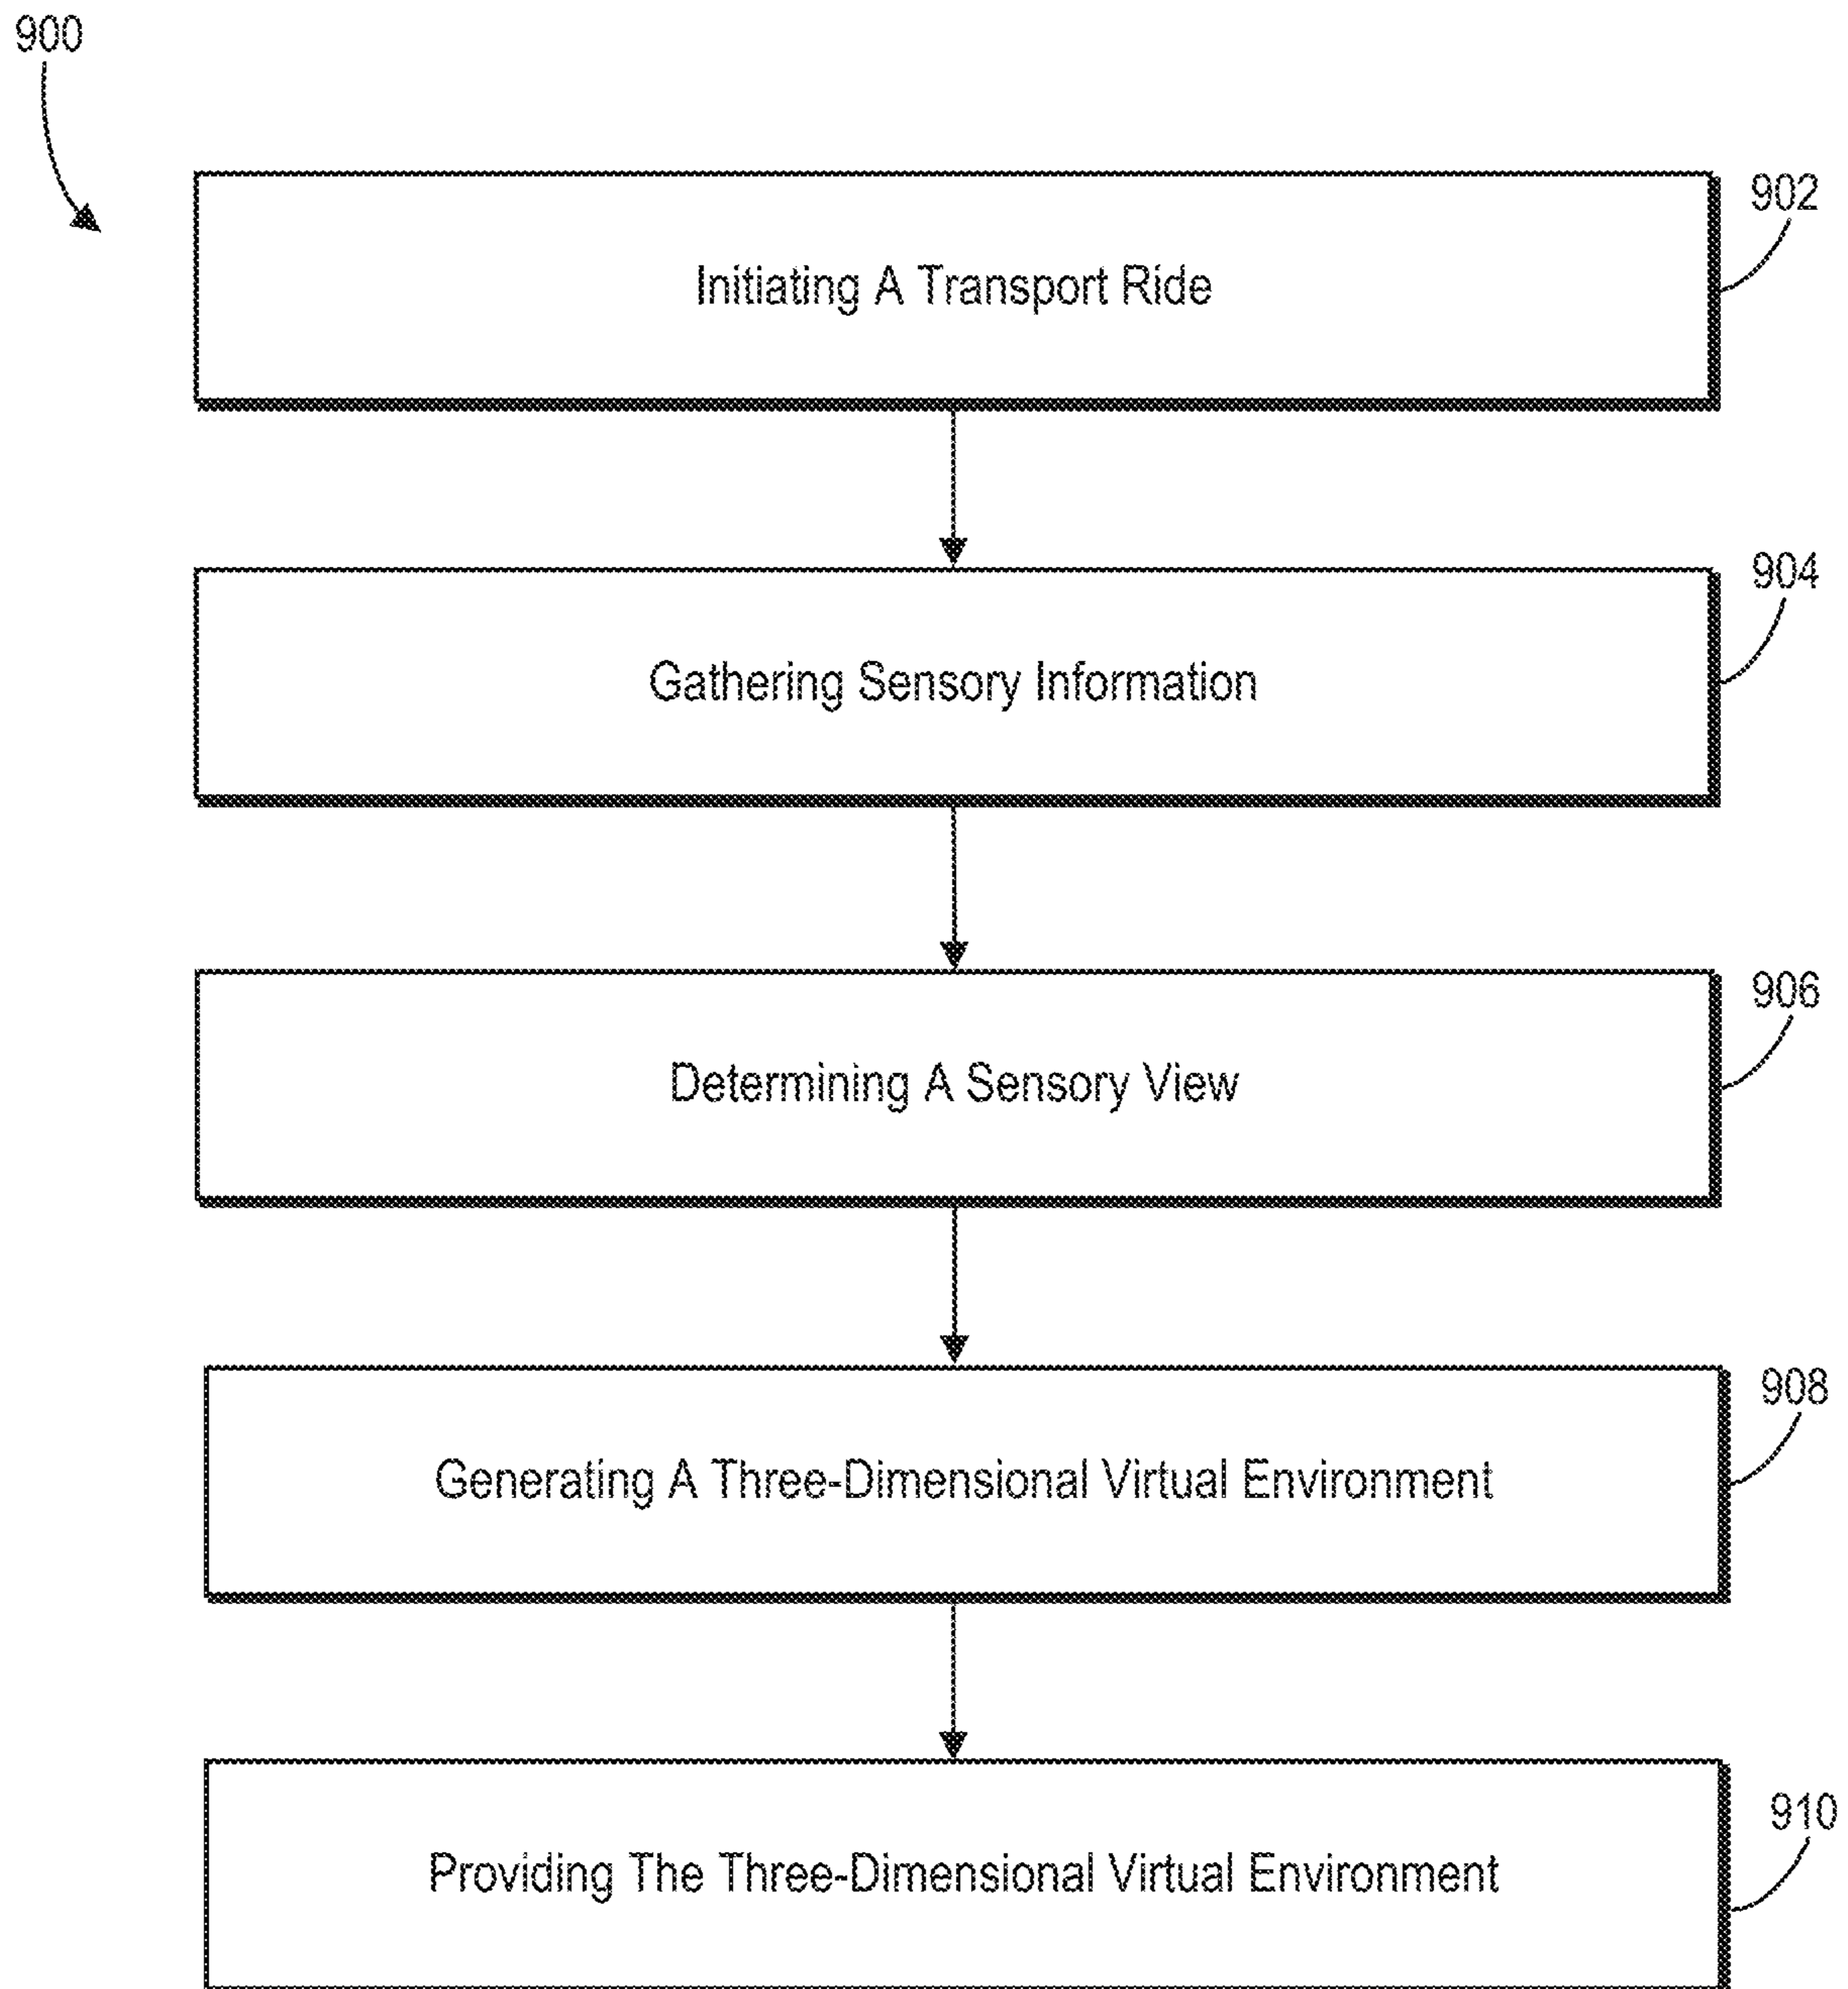 900
902
Initiating A Transport Ride
904
Gathering Sensory Information
906
Determining A Sensory View
908
Generating A Three-Dimensional Virtual Environment
910
Providing The Three-Dimensional Virtual Environment